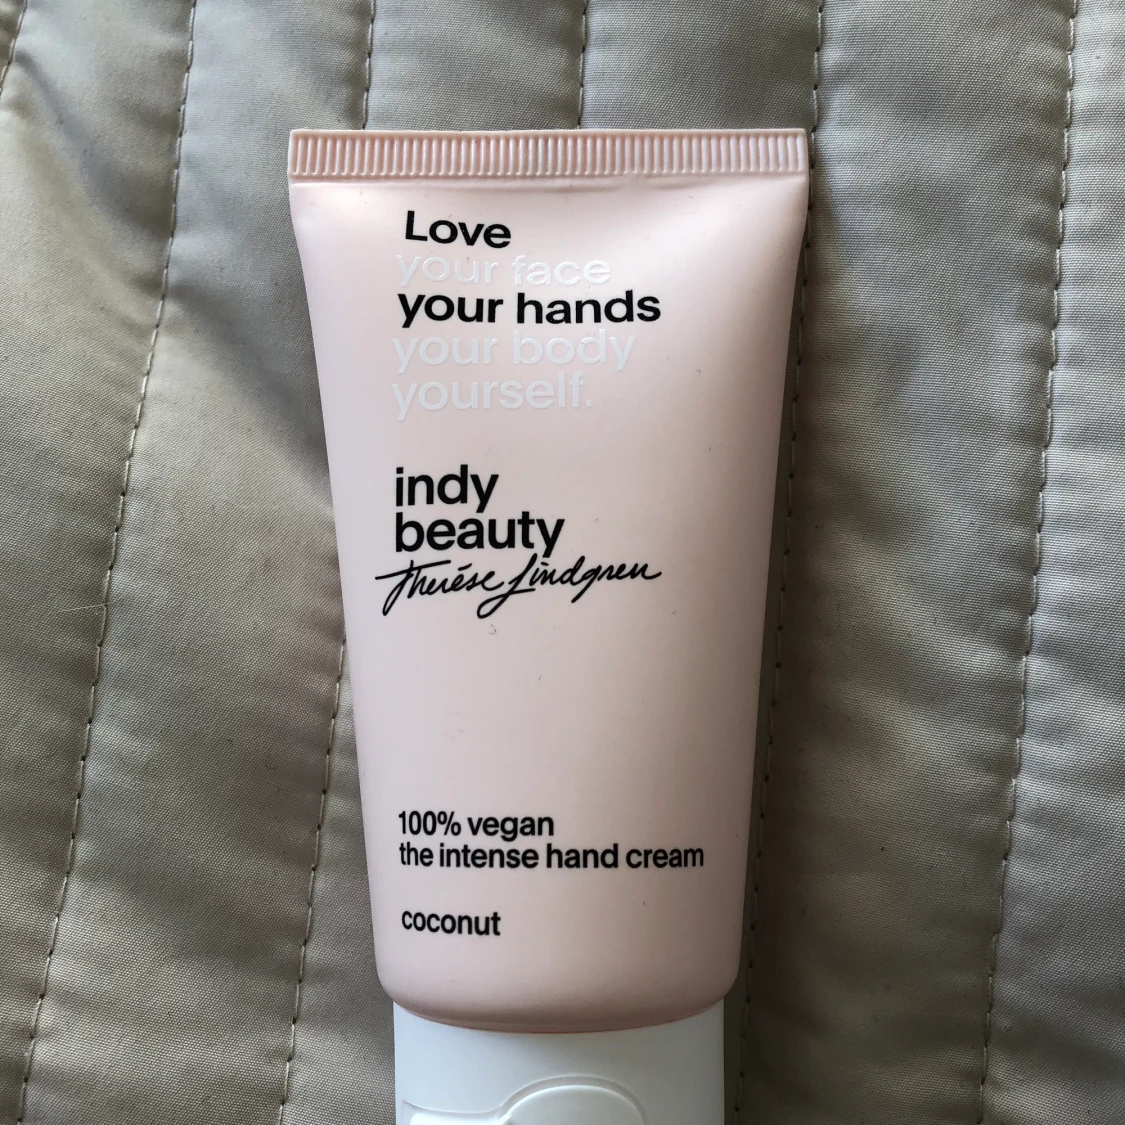 Love
your face
your hands
your body
yourself.
indy
beauty
Therése Lindgren
100% vegan
the intense hand cream
coconut